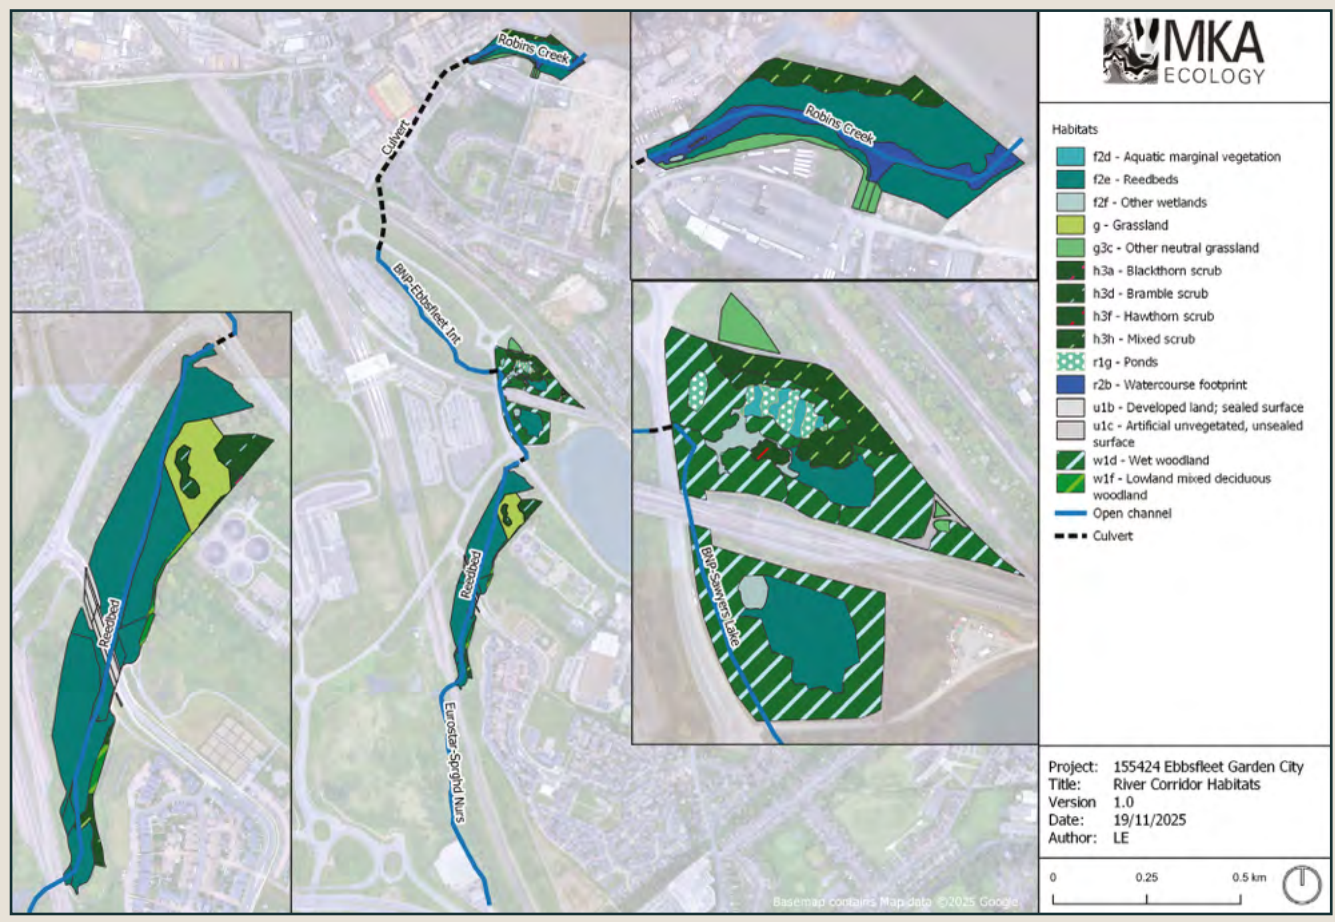 Robins Creek
Culvert
BNP-Ebbsfleet Int
Reedbed
Eurostar-Sprghd Nurs
Reedbed
Robins Creek
BNP-Sawyers Lake
Basemap contains Map data ©2025 Google
MKA
ECOLOGY
Habitats
f2d - Aquatic marginal vegetation
f2e - Reedbeds
f2f - Other wetlands
g - Grassland
g3c - Other neutral grassland
h3a - Blackthorn scrub
h3d - Bramble scrub
h3f - Hawthorn scrub
h3h - Mixed scrub
r1g - Ponds
r2b - Watercourse footprint
u1b - Developed land; sealed surface
u1c - Artificial unvegetated, unsealed
surface
w1d - Wet woodland
w1f - Lowland mixed deciduous
woodland
Open channel
Culvert
Project: 155424 Ebbsfleet Garden City
Title: River Corridor Habitats
Version 1.0
Date: 19/11/2025
Author: LE
0 0.25 0.5 km